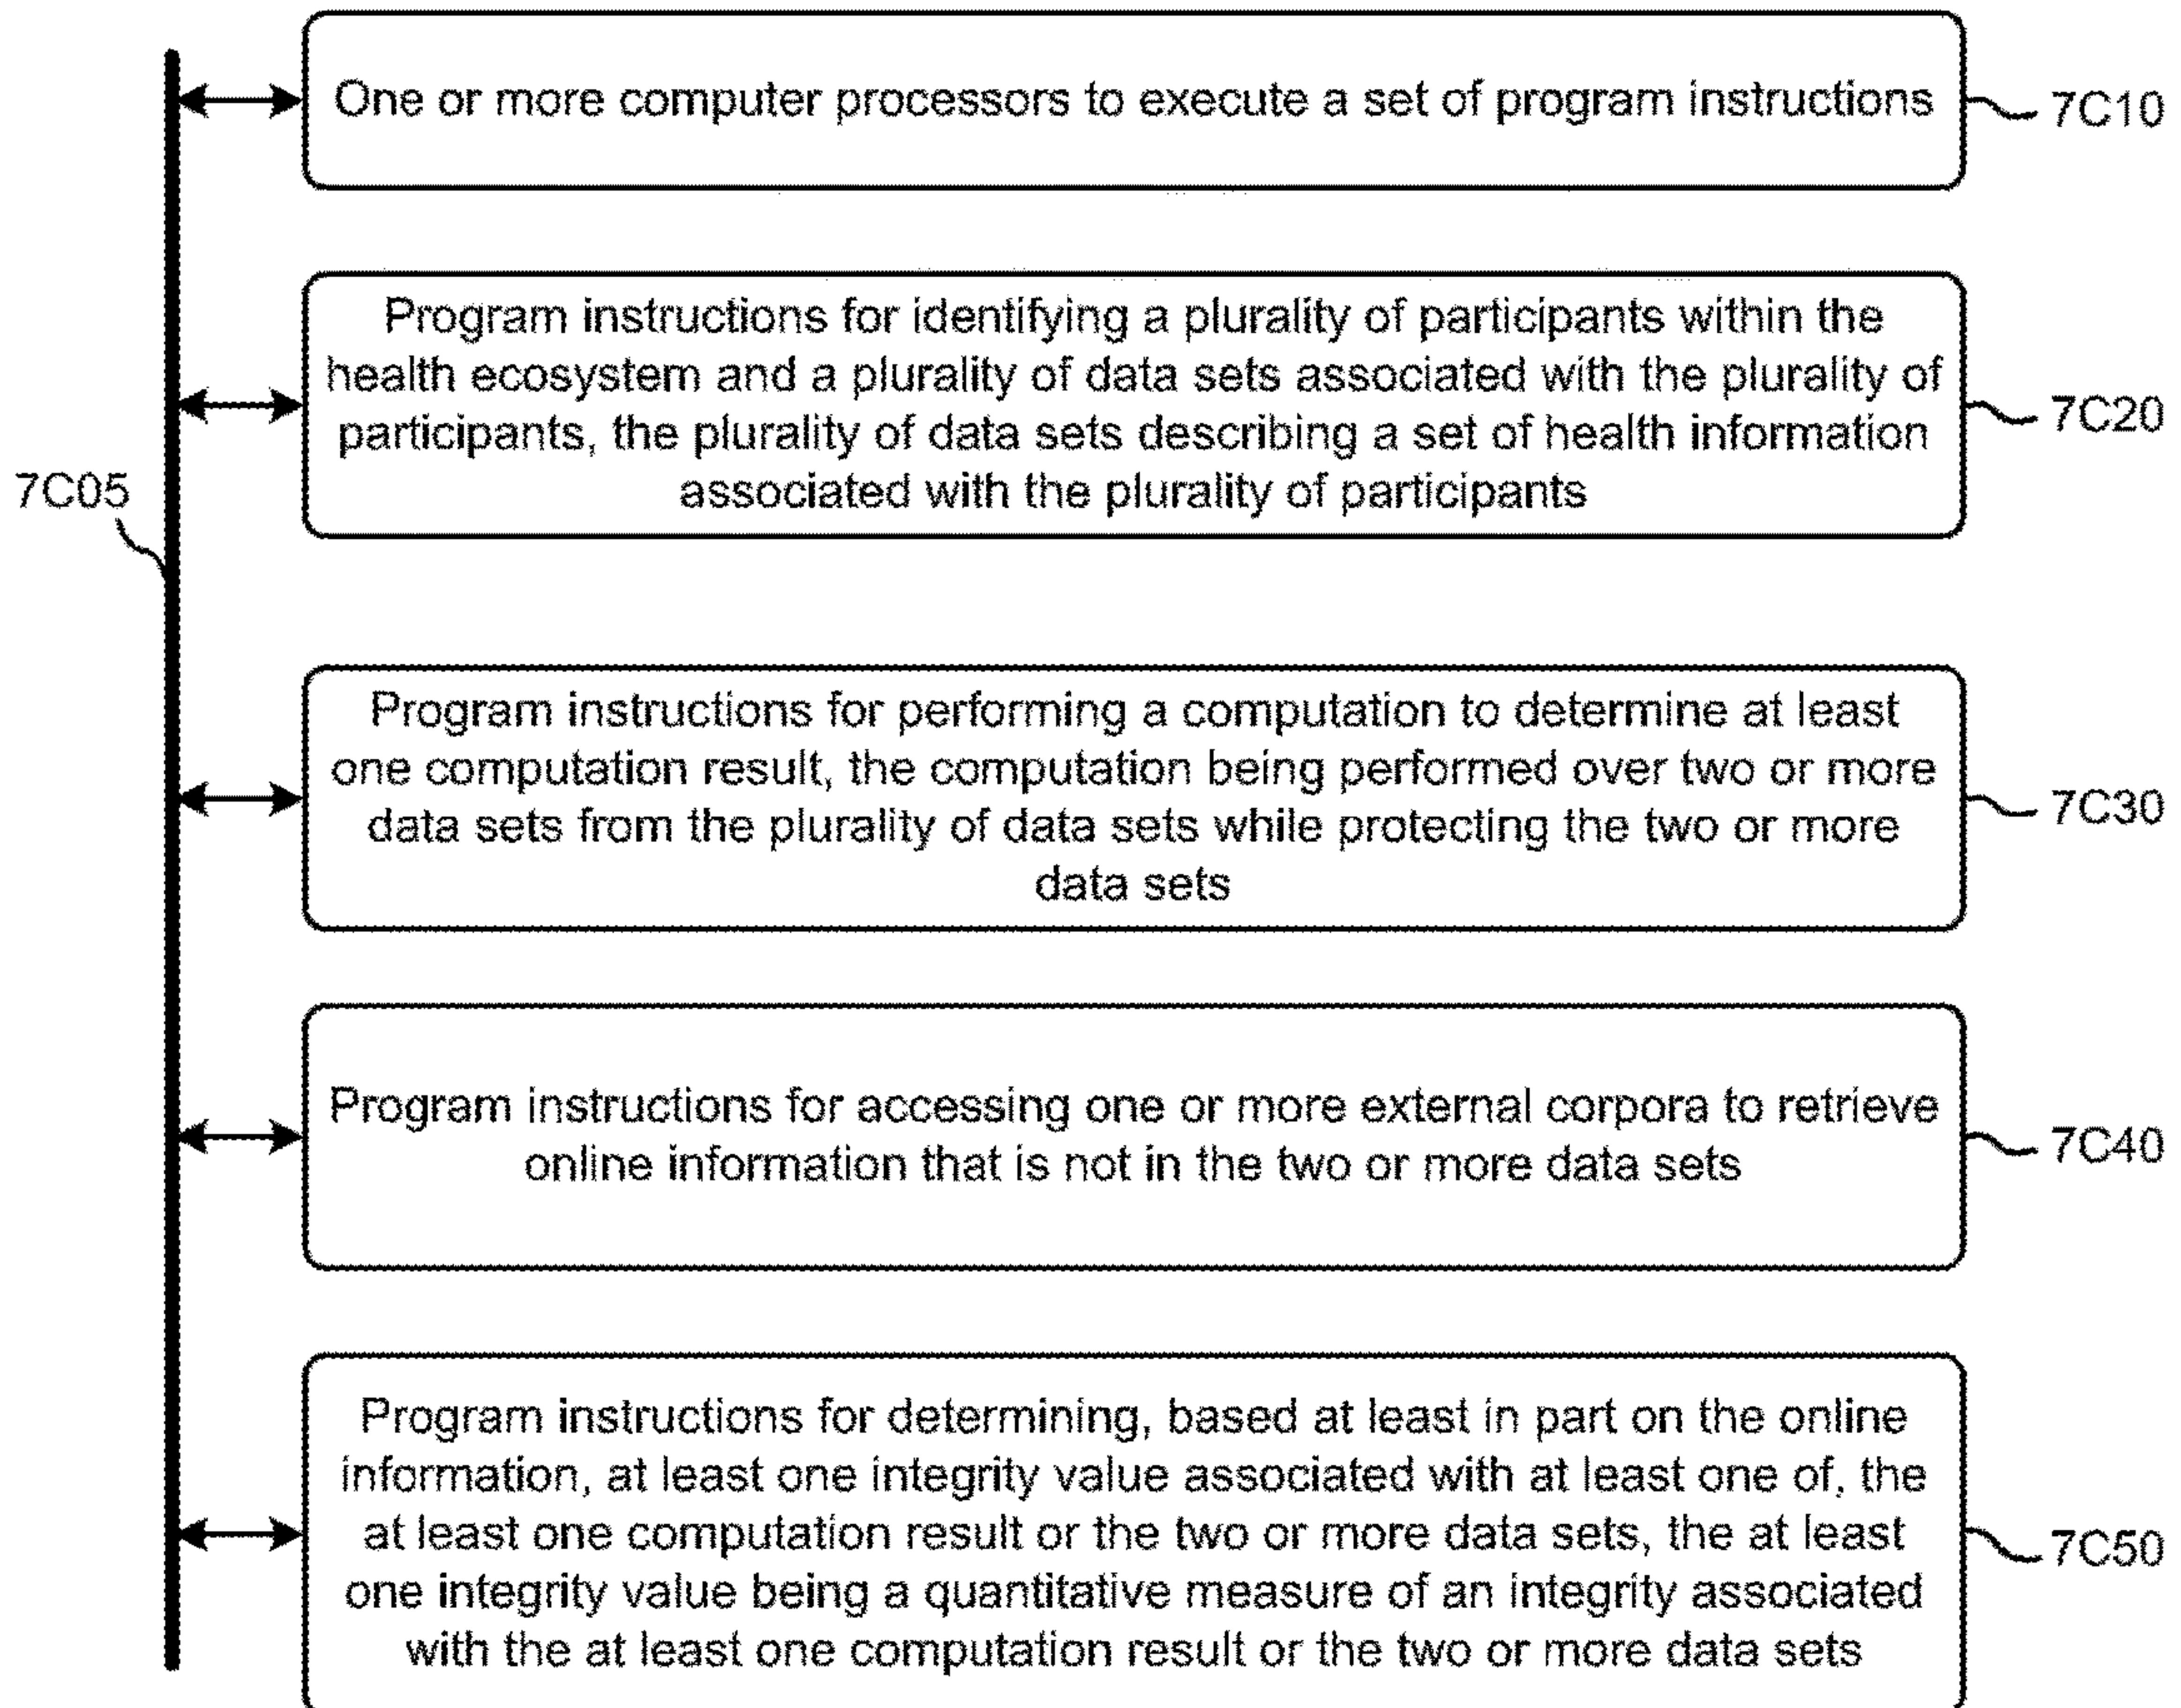 One or more computer processors to execute a set of program instructions
7C10
Program instructions for identifying a plurality of participants within the
health ecosystem and a plurality of data sets associated with the plurality of
participants, the plurality of data sets describing a set of health information
associated with the plurality of participants
7C20
7C05
Program instructions for performing a computation to determine at least
one computation result, the computation being performed over two or more
data sets from the plurality of data sets while protecting the two or more
data sets
7C30
Program instructions for accessing one or more external corpora to retrieve
online information that is not in the two or more data sets
7C40
Program instructions for determining, based at least in part on the online
information, at least one integrity value associated with at least one of, the
at least one computation result or the two or more data sets, the at least
one integrity value being a quantitative measure of an integrity associated
with the at least one computation result or the two or more data sets
7C50